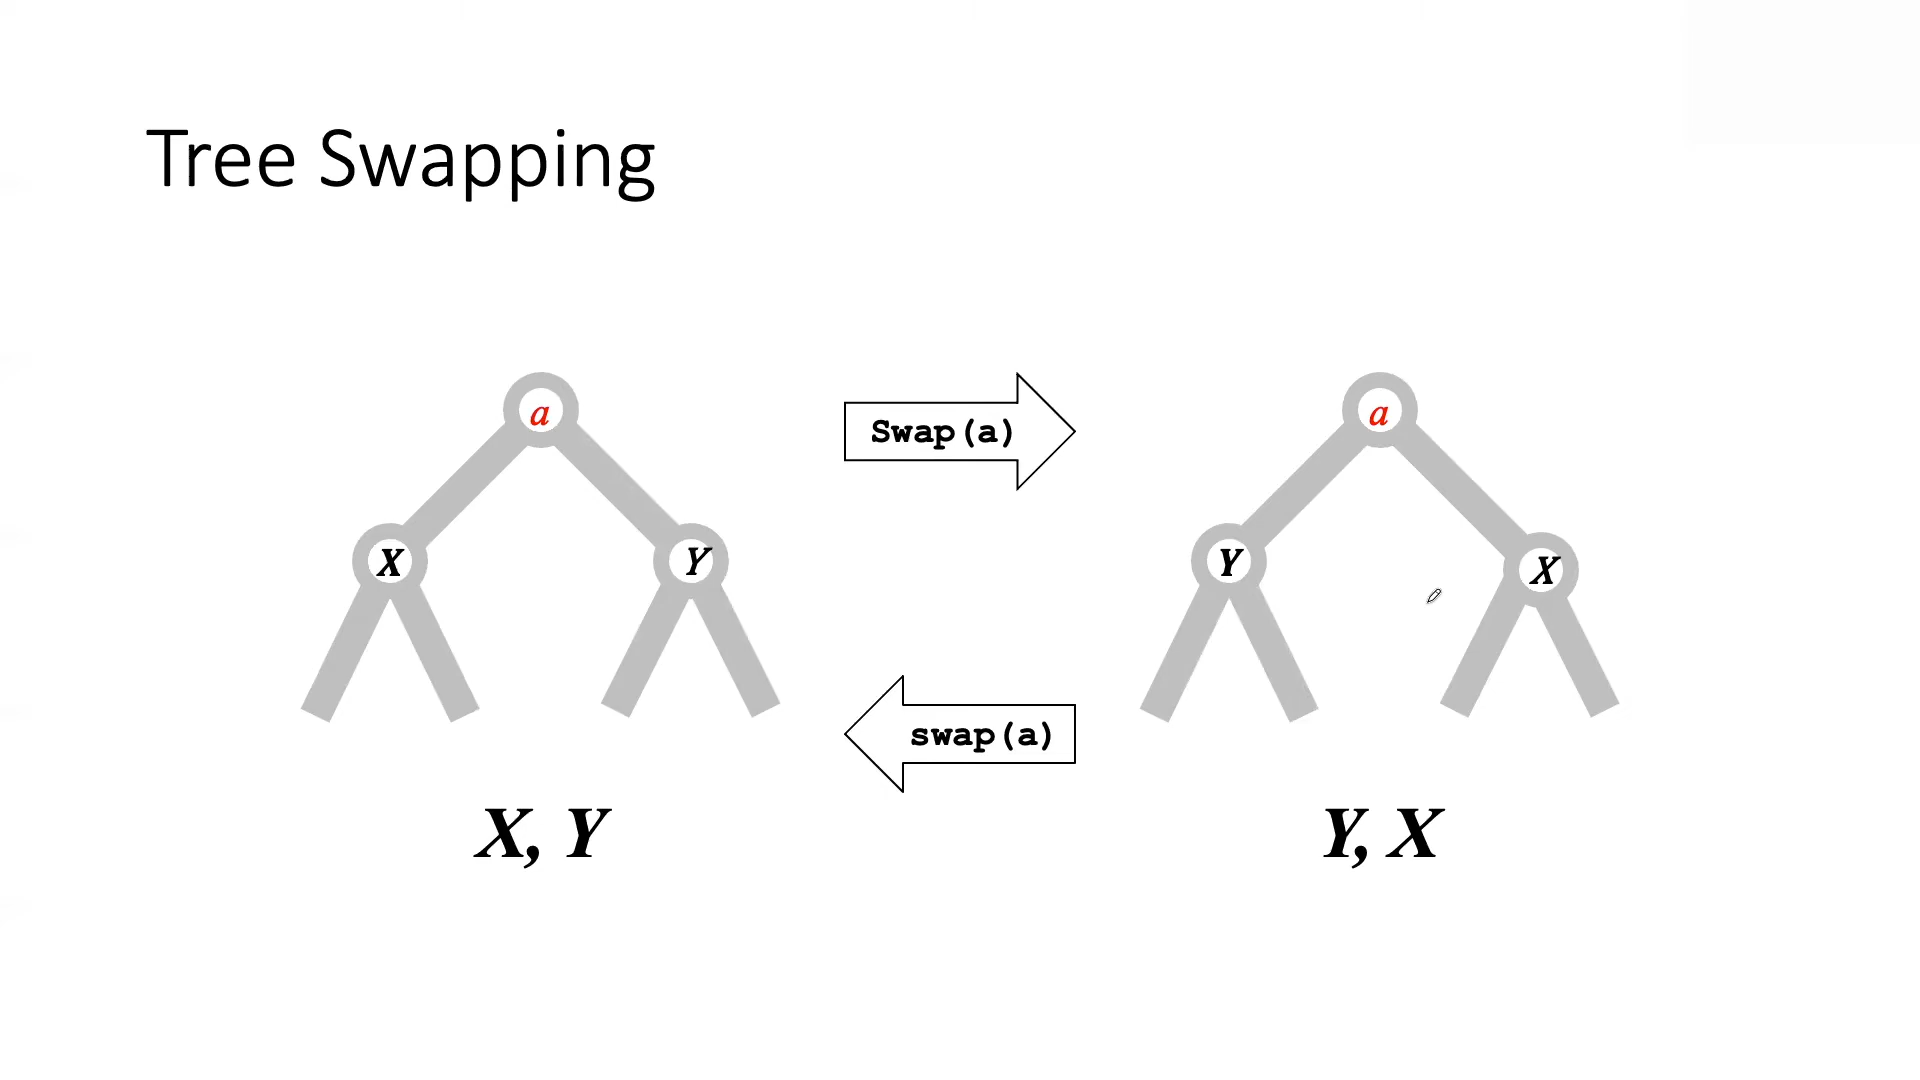 Tree Swapping
a
Swap(a)
a
X
Y
Y
X
swap(a)
X, Y
Y, X